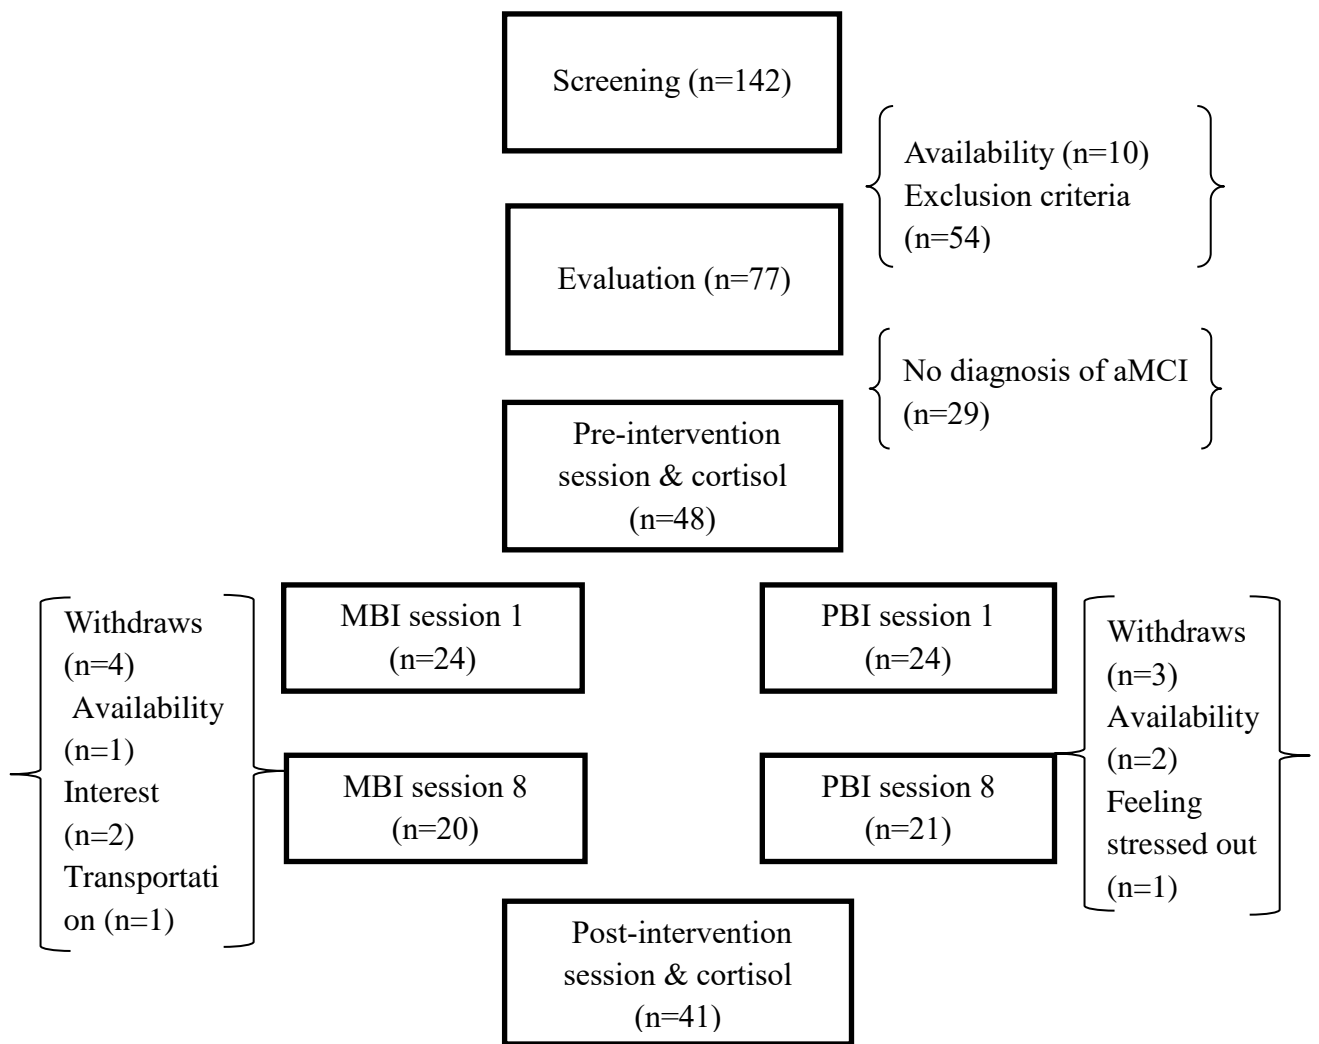 Screening (n=142)
Availability (n=10)
Exclusion criteria
(n=54)
Evaluation (n=77)
No diagnosis of aMCI
(n=29)
Pre-intervention
session & cortisol
(n=48)
Withdraws
(n=4)
Availability
(n=1)
Interest
(n=2)
Transportati
on (n=1)
MBI session 1
(n=24)
PBI session 1
(n=24)
Withdraws
(n=3)
Availability
(n=2)
Feeling
stressed out
(n=1)
MBI session 8
(n=20)
PBI session 8
(n=21)
Post-intervention
session & cortisol
(n=41)